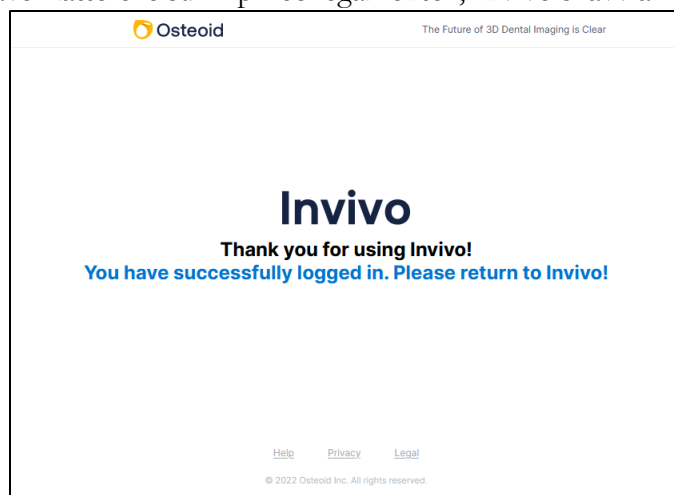 Osteoid
The Future of 3D Dental Imaging is Clear
Invivo
Thank you for using Invivo!
You have successfully logged in. Please return to Invivo!
Help Privacy Legal
© 2022 Osteoid Inc. All rights reserved.